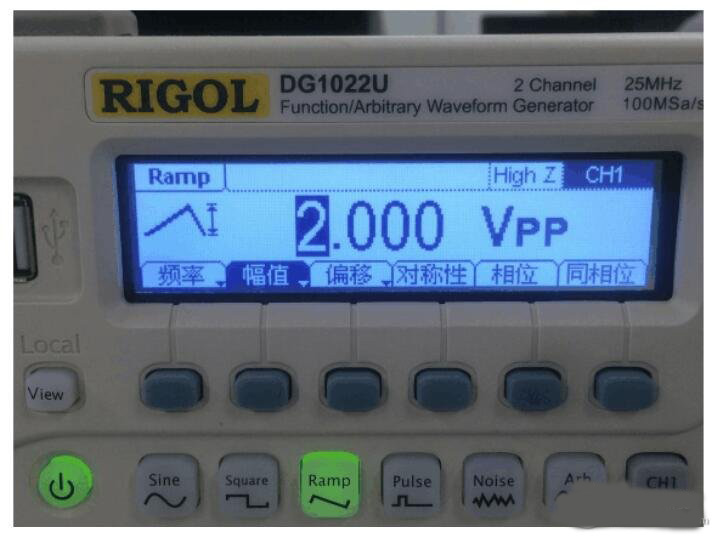 RIGOL DG1022U 2 Channel 25MHz
Function/Arbitrary Waveform Generator 100MSa/s
Ramp High Z CH1
2.000 VPP
频率 幅值 偏移 对称性 相位 同相位
Local
View
Sine Square Ramp Pulse Noise Arb CH1